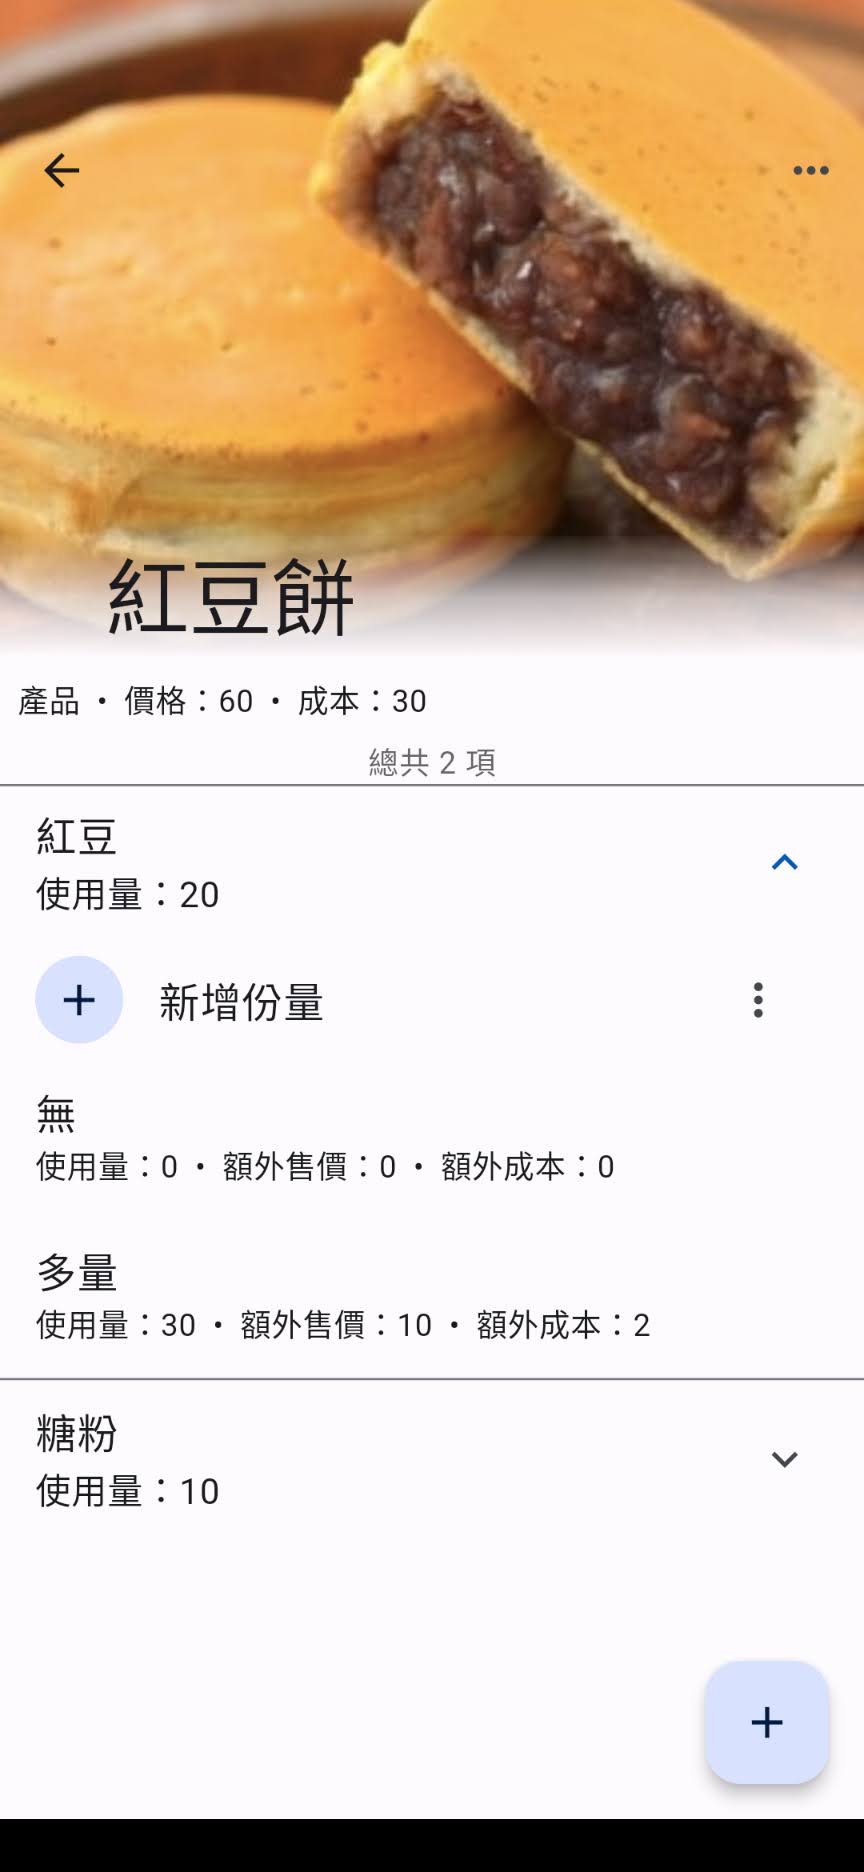 紅豆餅
產品 • 價格：60 • 成本：30
總共 2 項
紅豆
使用量：20
新增份量
無
使用量：0 • 額外售價：0 • 額外成本：0
多量
使用量：30 • 額外售價：10 • 額外成本：2
糖粉
使用量：10